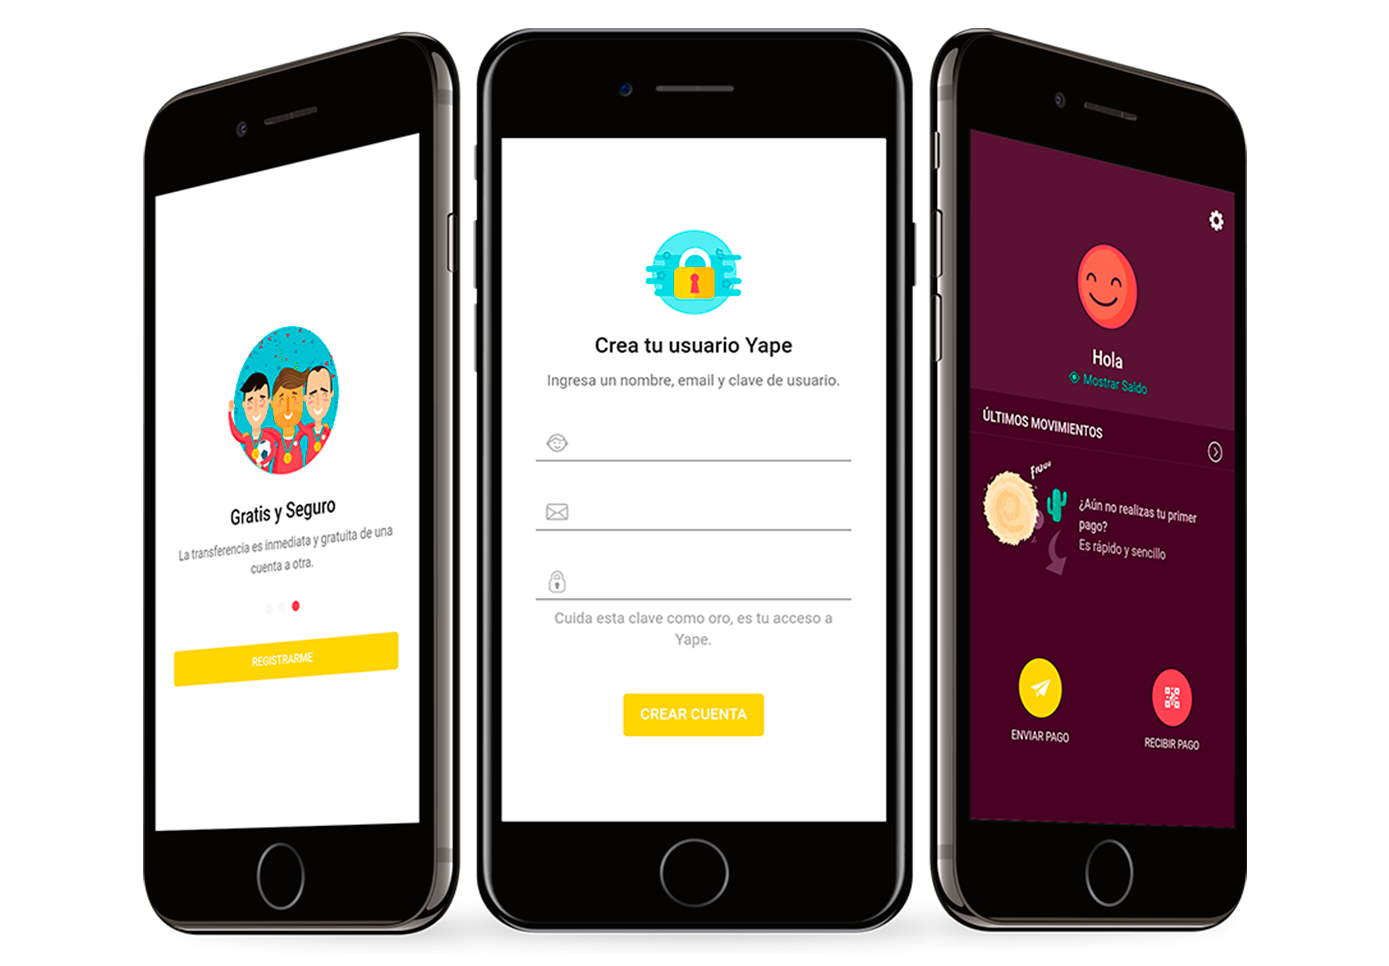 Gratis y Seguro
La transferencia es inmediata y gratuita de una
cuenta a otra.
REGISTRARME
Crea tu usuario Yape
Ingresa un nombre, email y clave de usuario.
Cuida esta clave como oro, es tu acceso a
Yape.
CREAR CUENTA
Hola
Mostrar Saldo
ÚLTIMOS MOVIMIENTOS
¿Aún no realizas tu primer
pago?
Es rápido y sencillo
ENVIAR PAGO
RECIBIR PAGO